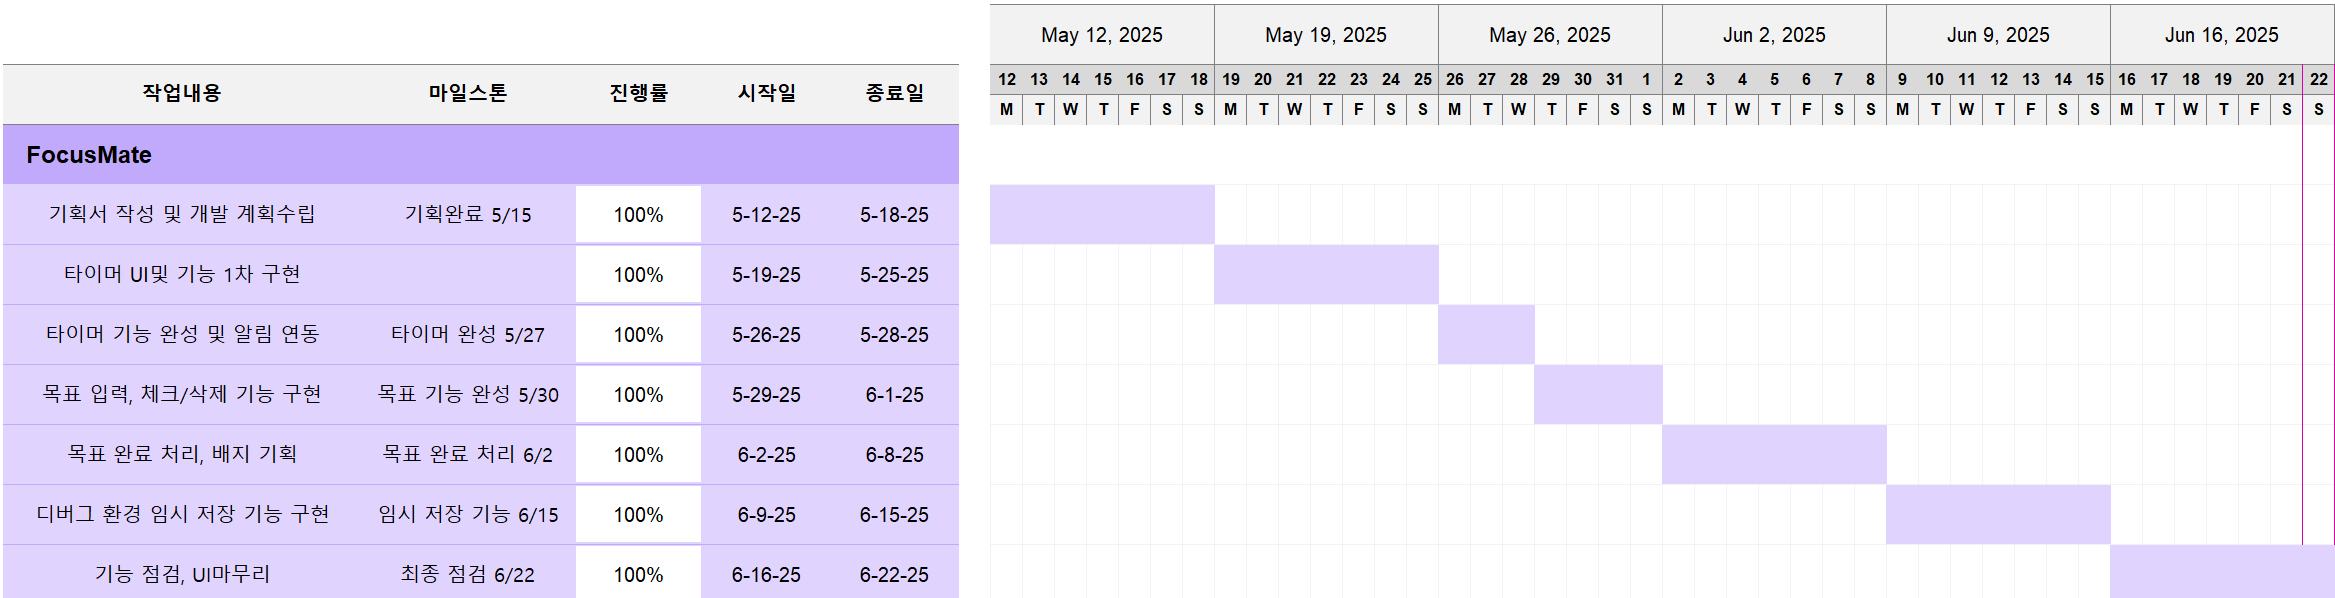 May 12, 2025 May 19, 2025 May 26, 2025 Jun 2, 2025 Jun 9, 2025 Jun 16, 2025
작업내용 마일스톤 진행률 시작일 종료일
12 13 14 15 16 17 18 19 20 21 22 23 24 25 26 27 28 29 30 31 1 2 3 4 5 6 7 8 9 10 11 12 13 14 15 16 17 18 19 20 21 22
M T W T F S S M T W T F S S M T W T F S S M T W T F S S M T W T F S S M T W T F S S
FocusMate
기획서 작성 및 개발 계획수립 기획완료 5/15 100% 5-12-25 5-18-25
타이머 UI및 기능 1차 구현 100% 5-19-25 5-25-25
타이머 기능 완성 및 알림 연동 타이머 완성 5/27 100% 5-26-25 5-28-25
목표 입력, 체크/삭제 기능 구현 목표 기능 완성 5/30 100% 5-29-25 6-1-25
목표 완료 처리, 배지 기획 목표 완료 처리 6/2 100% 6-2-25 6-8-25
디버그 환경 임시 저장 기능 구현 임시 저장 기능 6/15 100% 6-9-25 6-15-25
기능 점검, UI마무리 최종 점검 6/22 100% 6-16-25 6-22-25